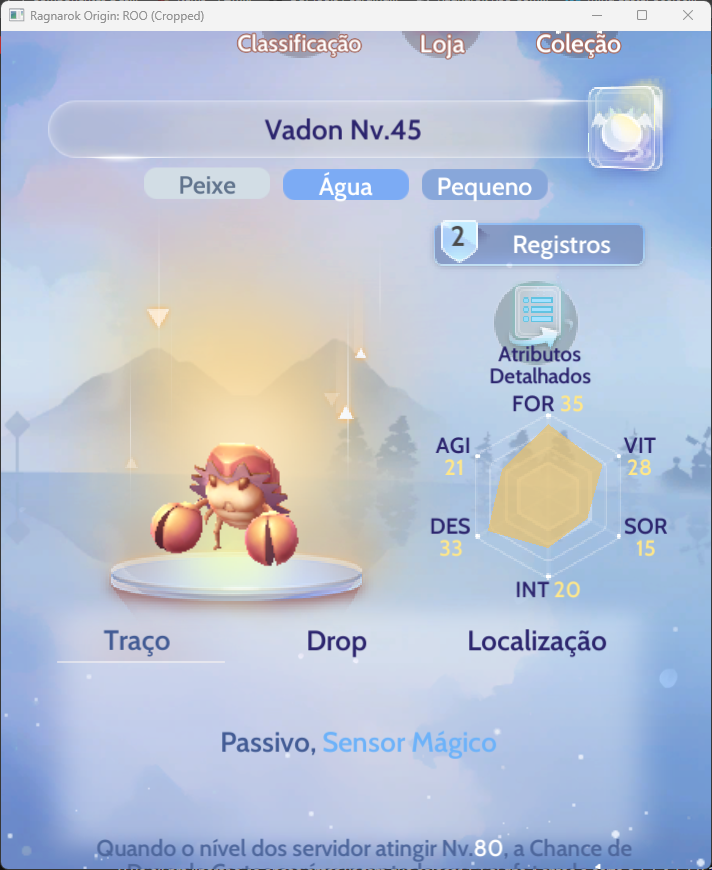 Ragnarok Origin: ROO (Cropped)
Classificação
Loja
Coleção
Vadon Nv.45
Peixe
Água
Pequeno
2
Registros
Atributos
Detalhados
FOR 35
AGI
21
VIT
28
DES
33
SOR
15
INT 20
Traço
Drop
Localização
Passivo, Sensor Mágico
Quando o nível dos servidor atingir Nv.80, a Chance de